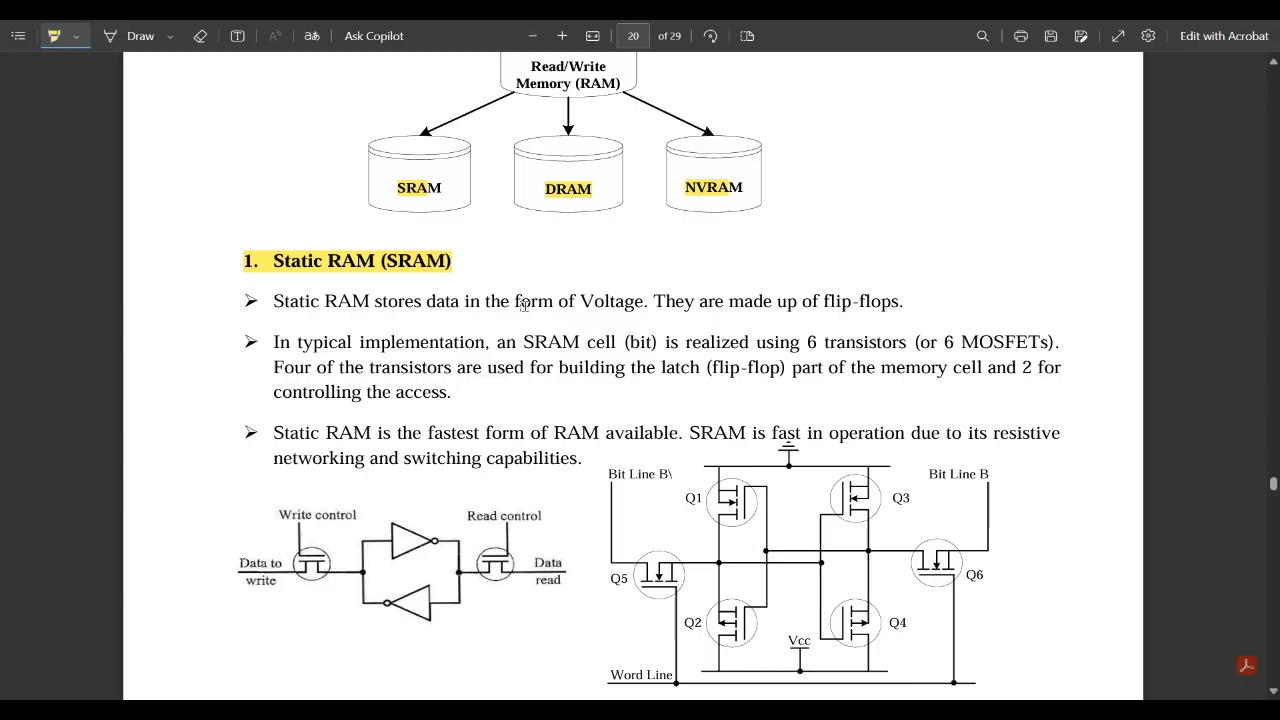 Draw
Ask Copilot
20 of 29
Edit with Acrobat
Read/Write
Memory (RAM)
SRAM
DRAM
NVRAM
1. Static RAM (SRAM)
➢ Static RAM stores data in the form of Voltage. They are made up of flip-flops.
➢ In typical implementation, an SRAM cell (bit) is realized using 6 transistors (or 6 MOSFETs).
Four of the transistors are used for building the latch (flip-flop) part of the memory cell and 2 for
controlling the access.
➢ Static RAM is the fastest form of RAM available. SRAM is fast in operation due to its resistive
networking and switching capabilities.
Write control
Read control
Data to
write
Data
read
Bit Line B\
Bit Line B
Q1
Q3
Q5
Q6
Q2
Q4
Vcc
Word Line